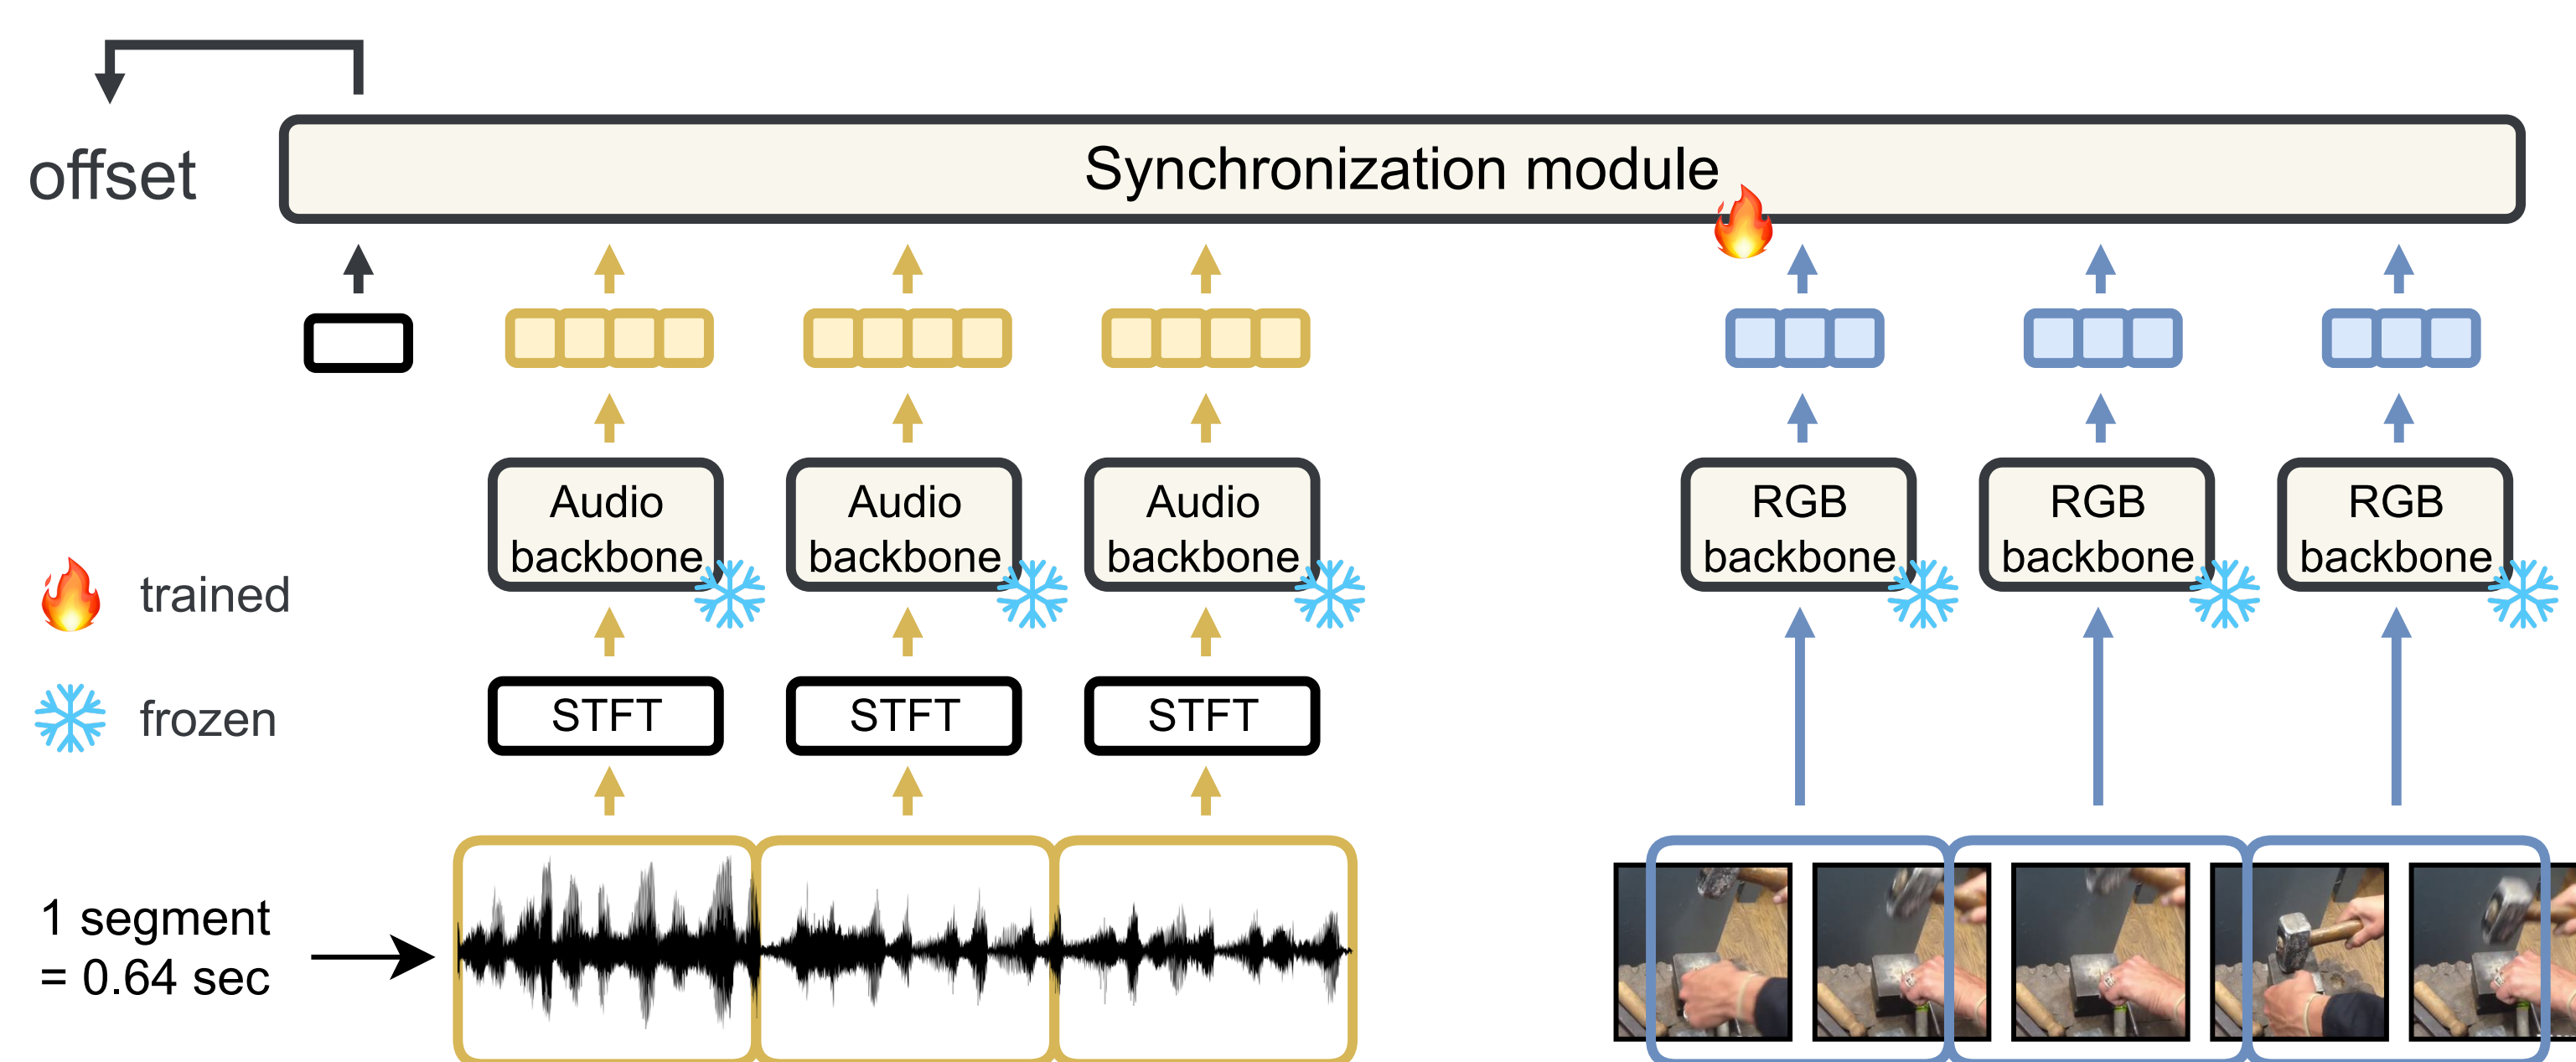 offset
Synchronization module
Audio
backbone
Audio
backbone
Audio
backbone
RGB
backbone
RGB
backbone
RGB
backbone
trained
frozen
STFT
STFT
STFT
1 segment
= 0.64 sec